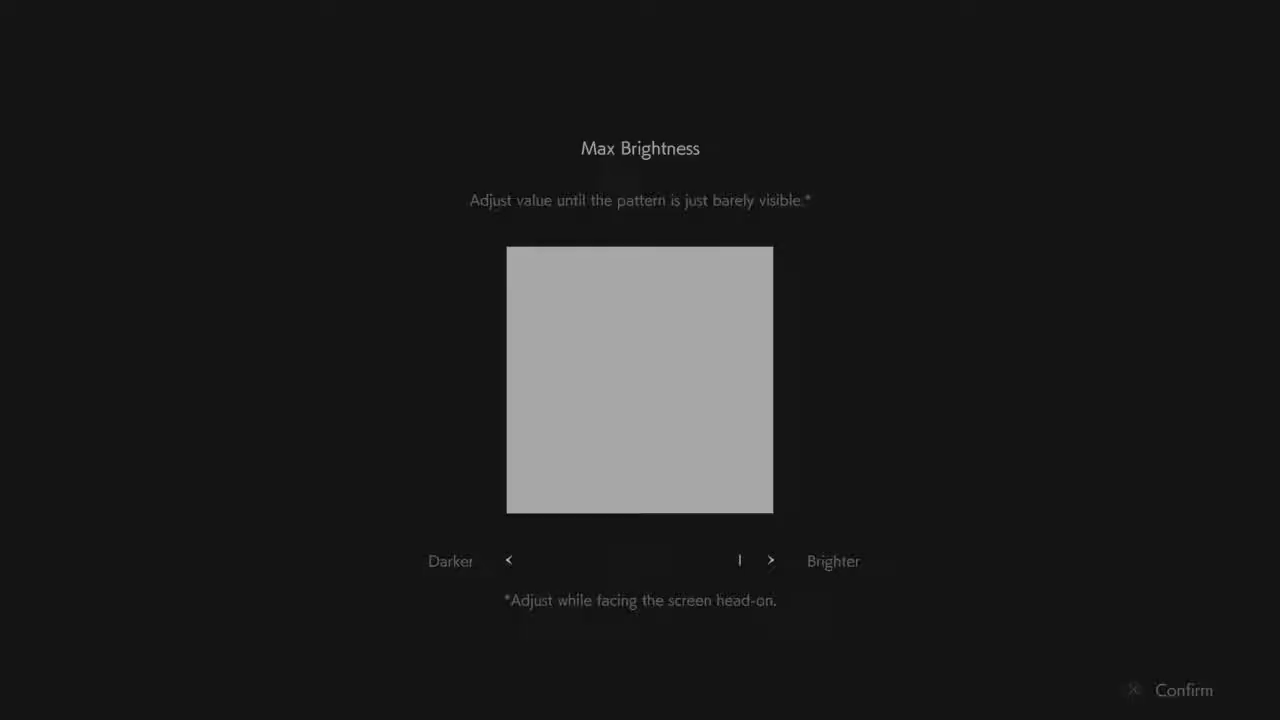 Max Brightness
Adjust value until the pattern is just barely visible.*
Darker < | > Brighter
*Adjust while facing the screen head-on.
Confirm